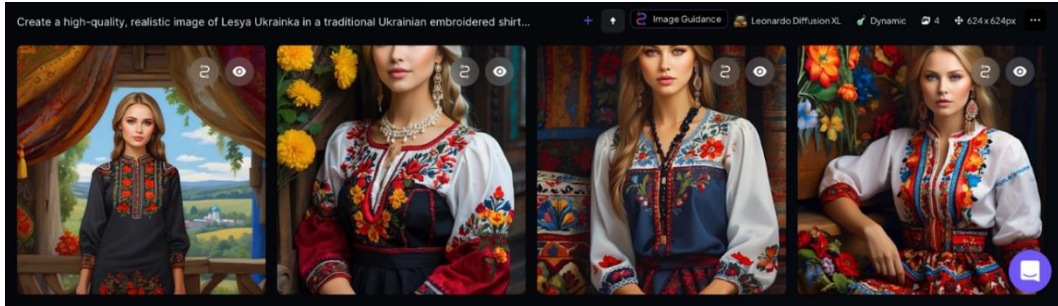 Create a high-quality, realistic image of Lesya Ukrainka in a traditional Ukrainian embroidered shirt... Image Guidance Leonardo Diffusion XL Dynamic 4 624 x 624px